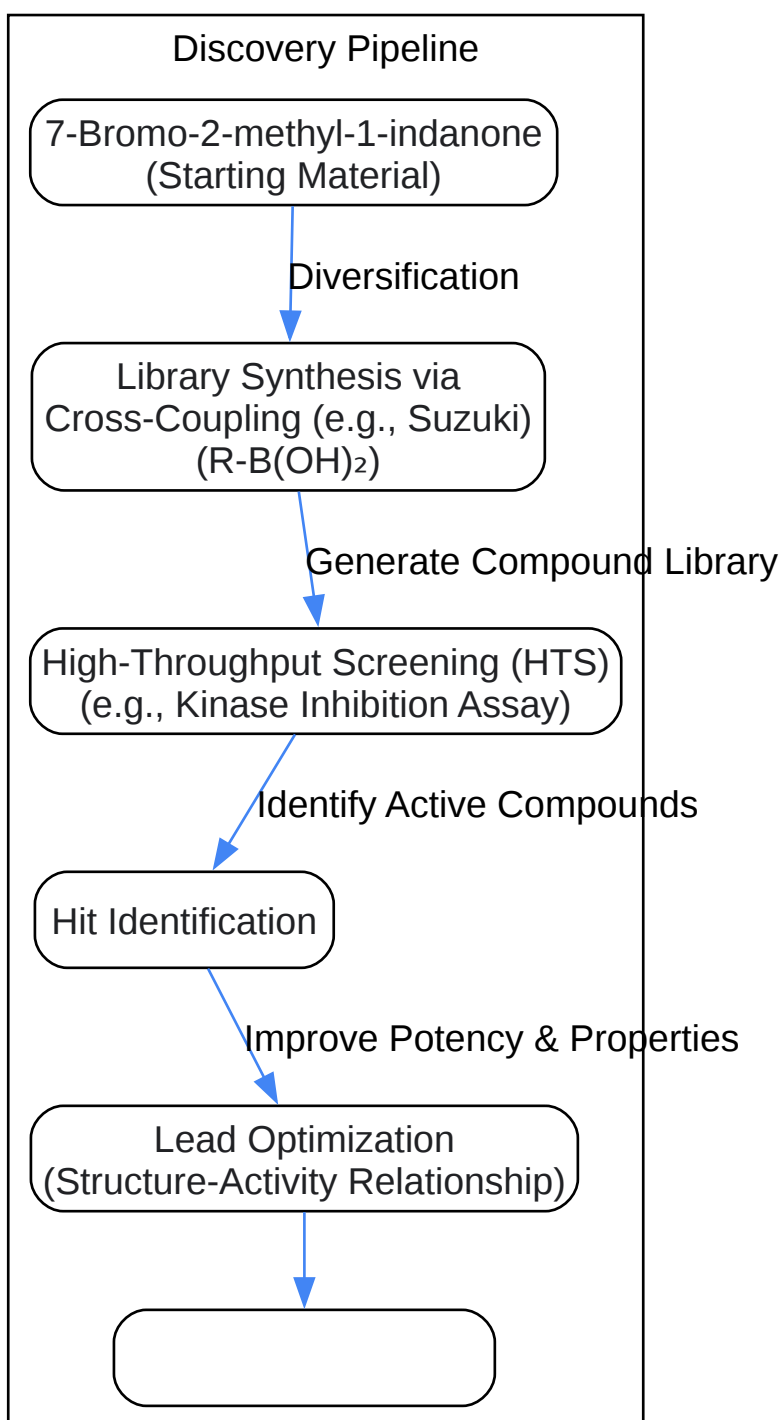 Discovery Pipeline
7-Bromo-2-methyl-1-indanone
(Starting Material)
Diversification
Library Synthesis via
Cross-Coupling (e.g., Suzuki)
(R-B(OH)₂)
Generate Compound Library
High-Throughput Screening (HTS)
(e.g., Kinase Inhibition Assay)
Identify Active Compounds
Hit Identification
Improve Potency & Properties
Lead Optimization
(Structure-Activity Relationship)